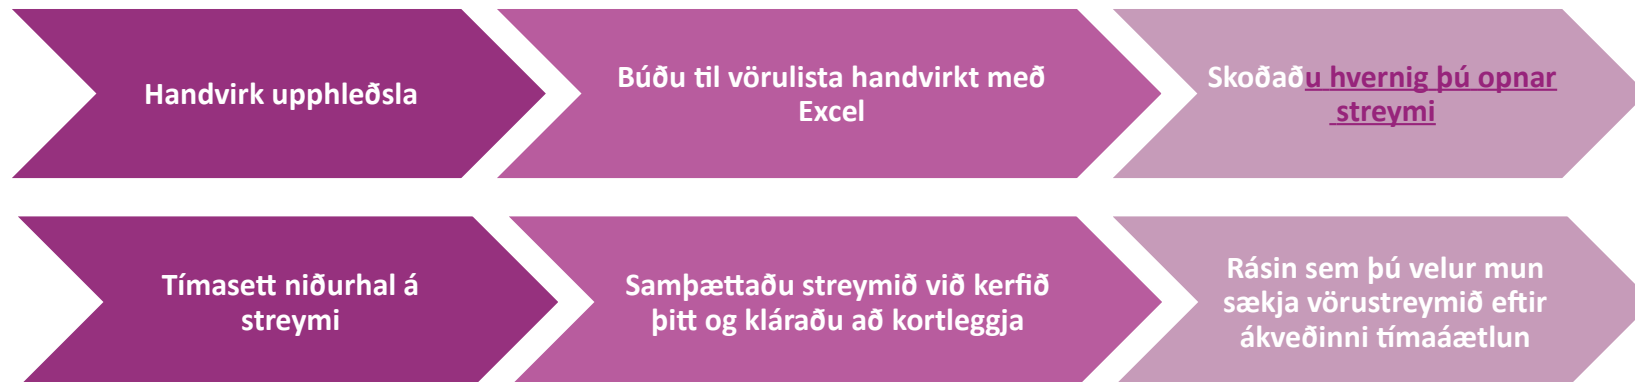 Handvirk upphleðsla
Búðu til vörulista handvirkt með
Excel
Skoðaðu hvernig þú opnar
streymi
Tímasett niðurhal á
streymi
Samþættaðu streymið við kerfið
þitt og kláraðu að kortleggja
Rásin sem þú velur mun
sækja vörustreymið eftir
ákveðinni tímaáætlun